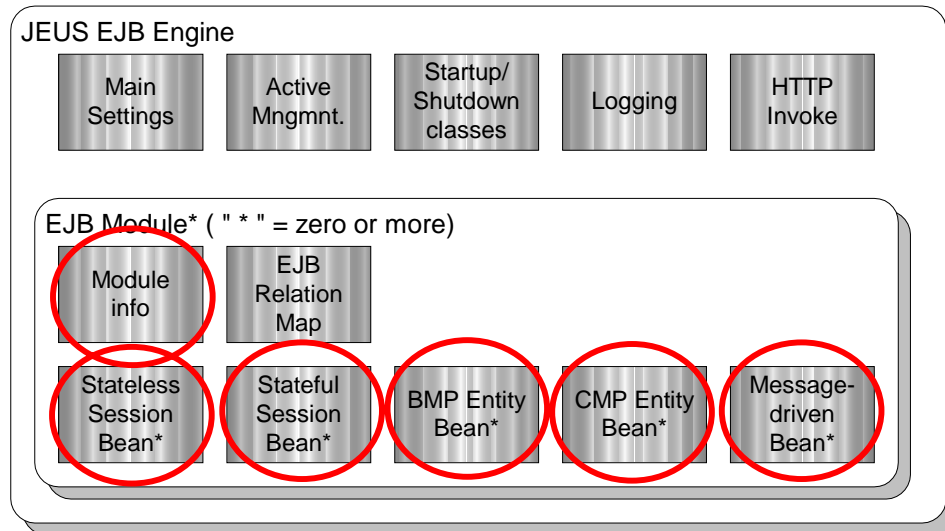 JEUS EJB Engine
Main
Settings
Active
Mngmnt.
Startup/
Shutdown
classes
Logging
HTTP
Invoke
EJB Module* ( " * " = zero or more)
Module
info
EJB
Relation
Map
Stateless
Session
Bean*
Stateful
Session
Bean*
BMP Entity
Bean*
CMP Entity
Bean*
Message-
driven
Bean*